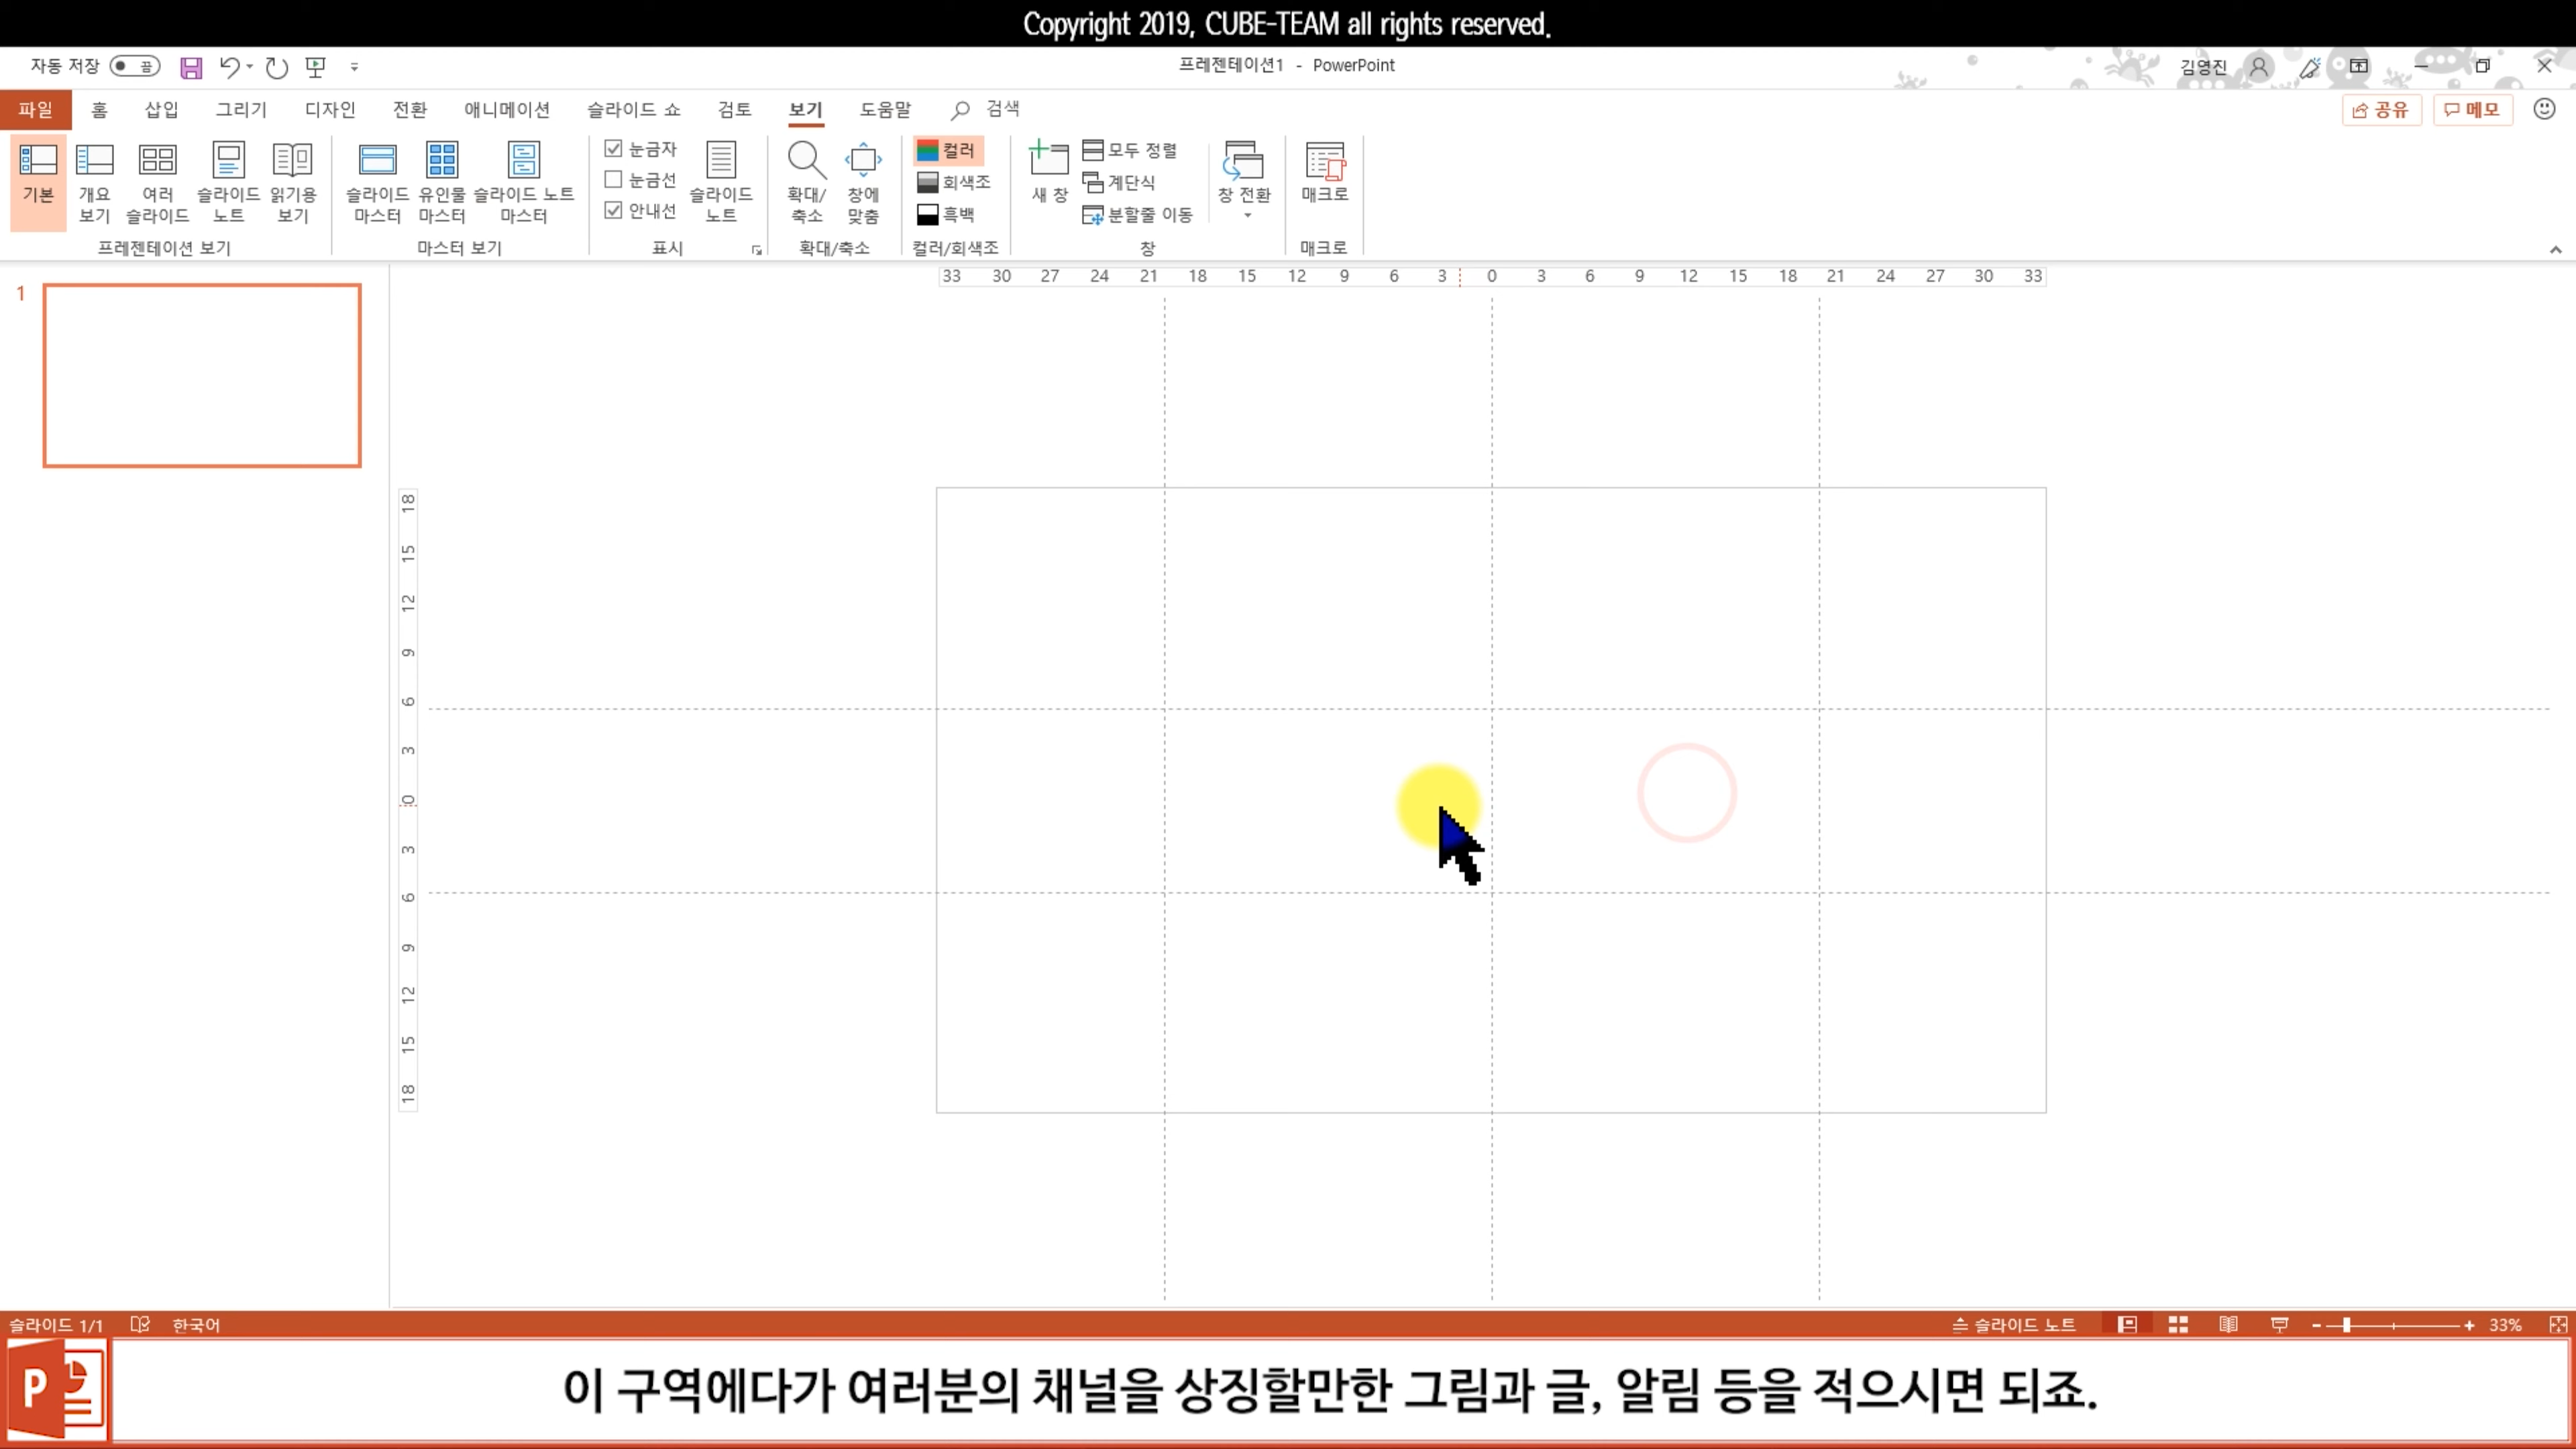 Copyright 2019, CUBE-TEAM all rights reserved.
자동 저장 끔
프레젠테이션1 - PowerPoint
김영진
파일 홈 삽입 그리기 디자인 전환 애니메이션 슬라이드 쇼 검토 보기 도움말 검색
공유 메모
기본
개요 보기
여러 슬라이드
슬라이드 노트
읽기용 보기
프레젠테이션 보기
슬라이드 마스터
유인물 마스터
슬라이드 노트 마스터
마스터 보기
눈금자
눈금선
안내선
슬라이드 노트
표시
확대/축소
창에 맞춤
확대/축소
컬러
회색조
흑백
컬러/회색조
새 창
모두 정렬
계단식
분할줄 이동
창 전환
창
매크로
매크로
33 30 27 24 21 18 15 12 9 6 3 0 3 6 9 12 15 18 21 24 27 30 33
1
18
15
12
9
6
3
0
3
6
9
12
15
18
슬라이드 1/1 한국어
슬라이드 노트
33%
P
이 구역에다가 여러분의 채널을 상징할만한 그림과 글, 알림 등을 적으시면 되죠.